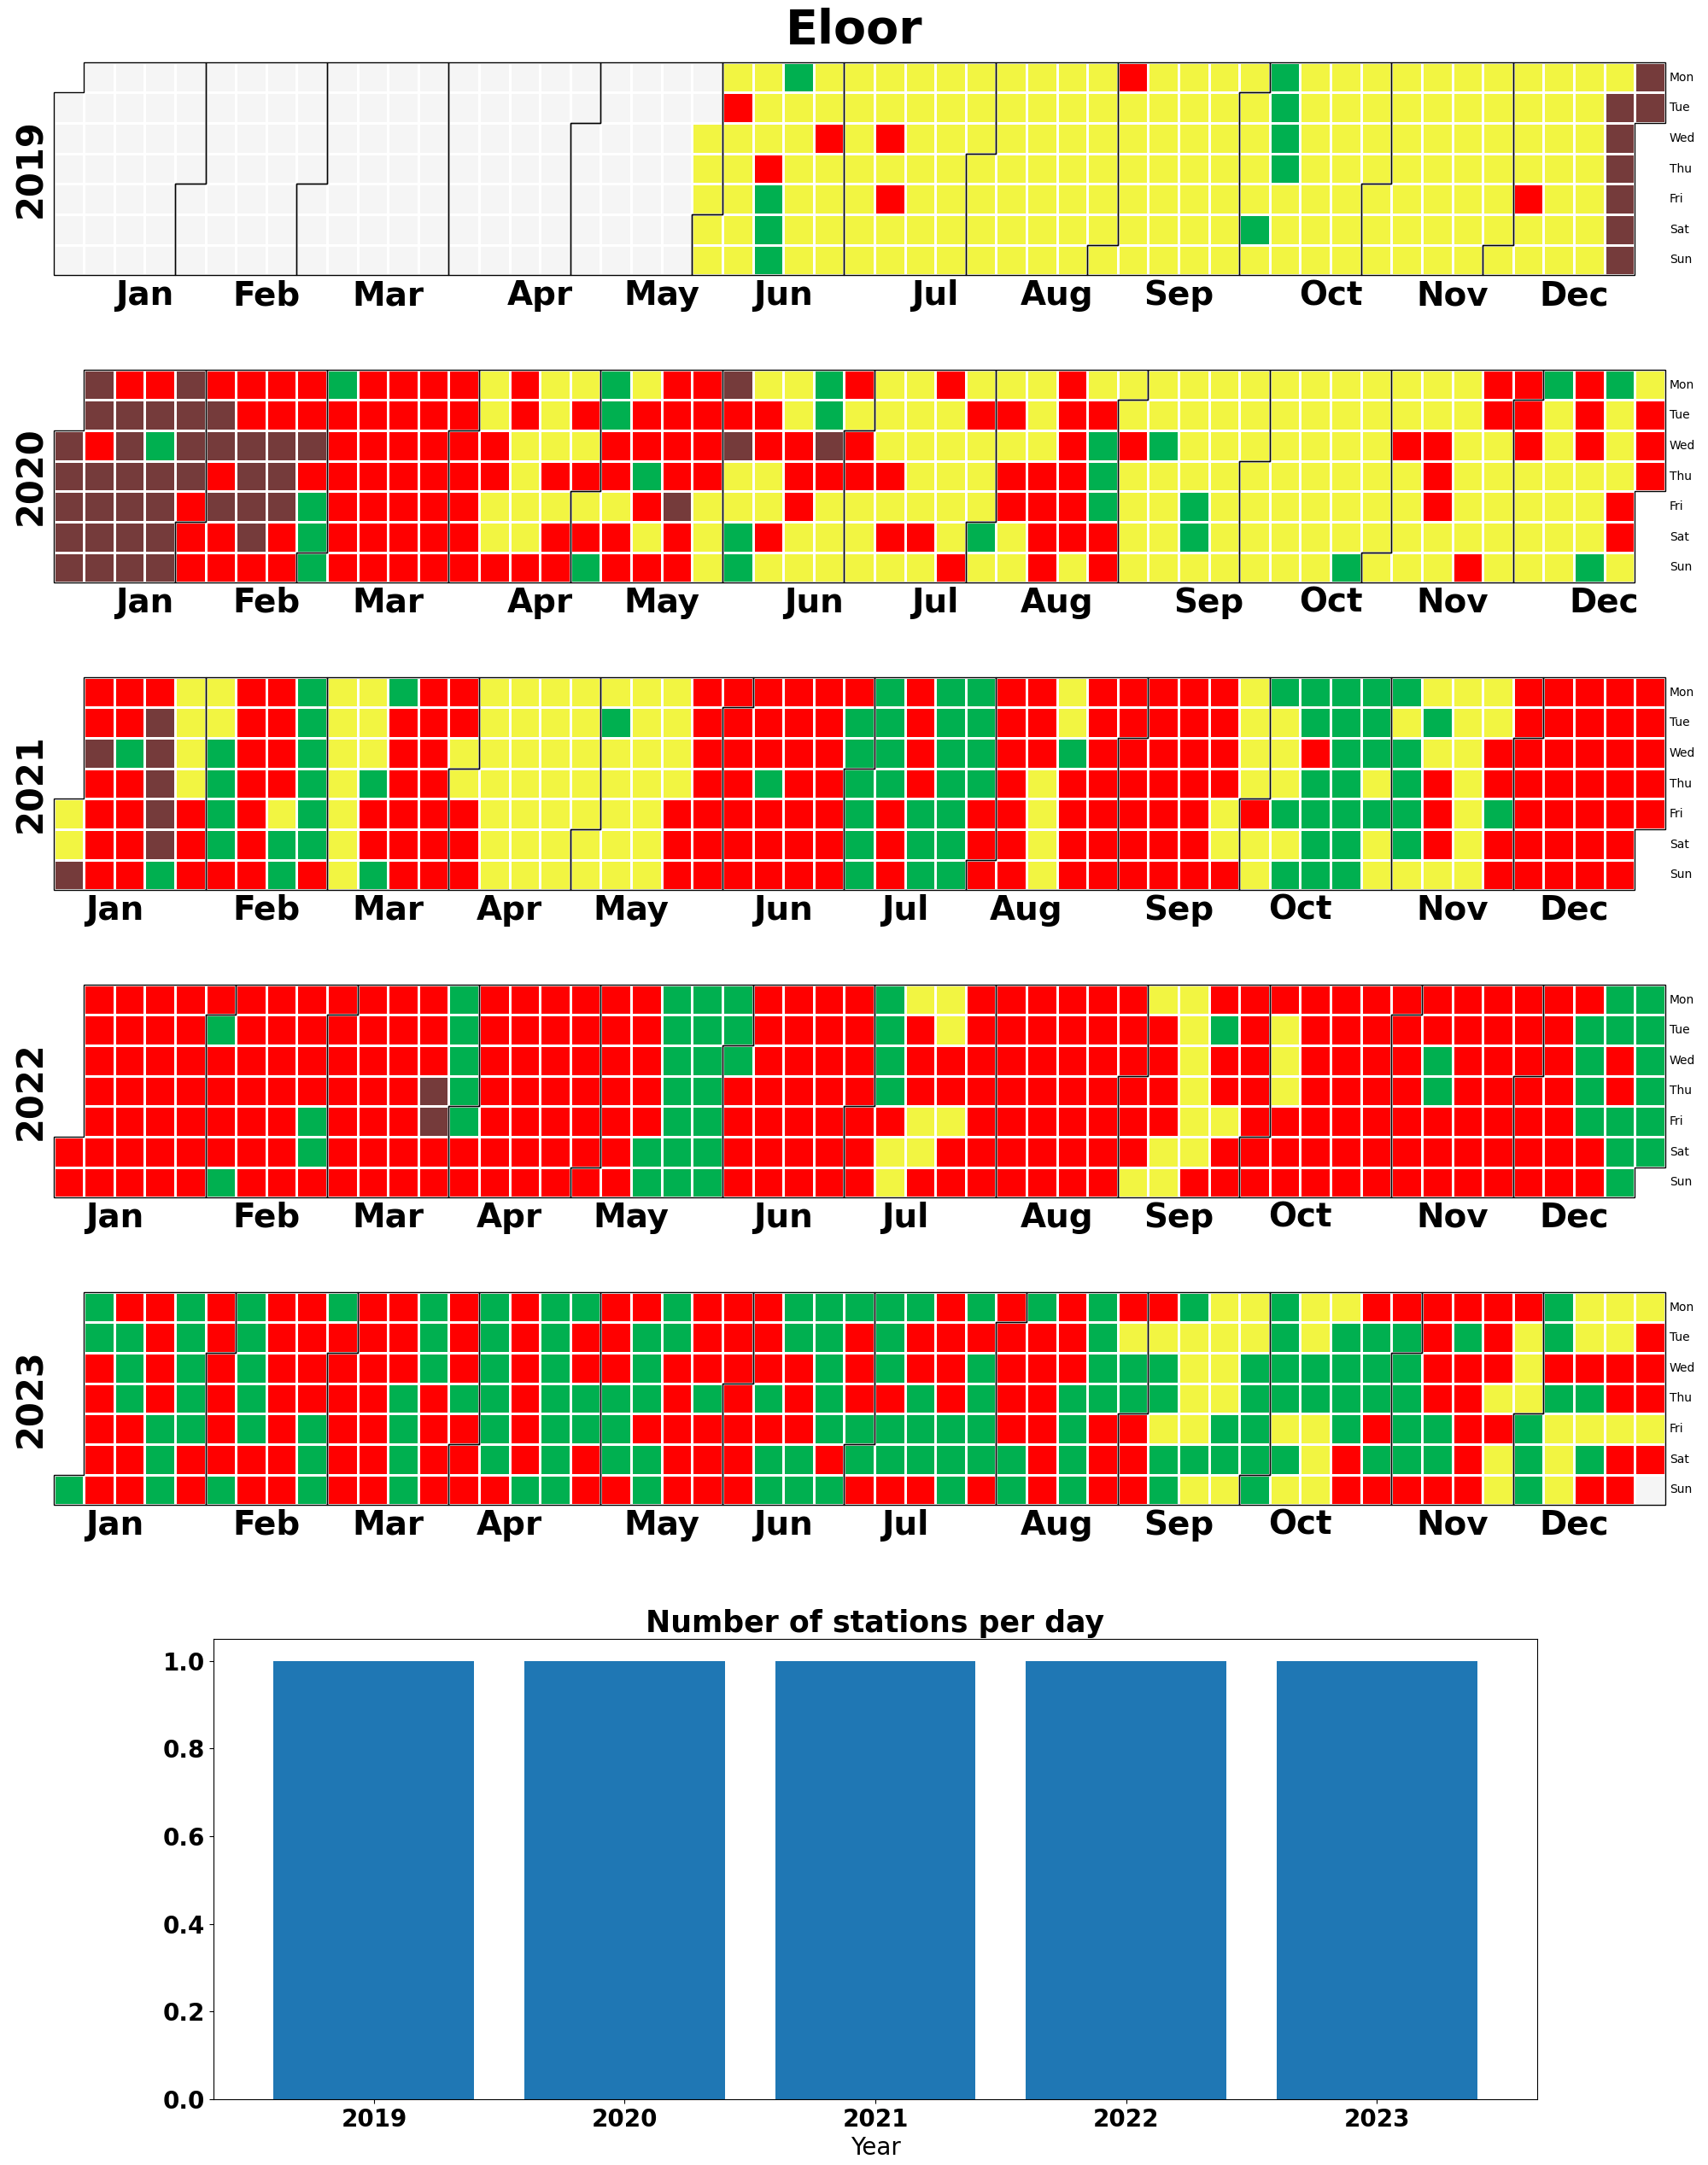 Eloor
2019
Mon
Tue
Wed
Thu
Fri
Sat
Sun
Jan Feb Mar Apr May Jun Jul Aug Sep Oct Nov Dec
2020
Mon
Tue
Wed
Thu
Fri
Sat
Sun
Jan Feb Mar Apr May Jun Jul Aug Sep Oct Nov Dec
2021
Mon
Tue
Wed
Thu
Fri
Sat
Sun
Jan Feb Mar Apr May Jun Jul Aug Sep Oct Nov Dec
2022
Mon
Tue
Wed
Thu
Fri
Sat
Sun
Jan Feb Mar Apr May Jun Jul Aug Sep Oct Nov Dec
2023
Mon
Tue
Wed
Thu
Fri
Sat
Sun
Jan Feb Mar Apr May Jun Jul Aug Sep Oct Nov Dec
Number of stations per day
1.0
0.8
0.6
0.4
0.2
0.0
2019 2020 2021 2022 2023
Year